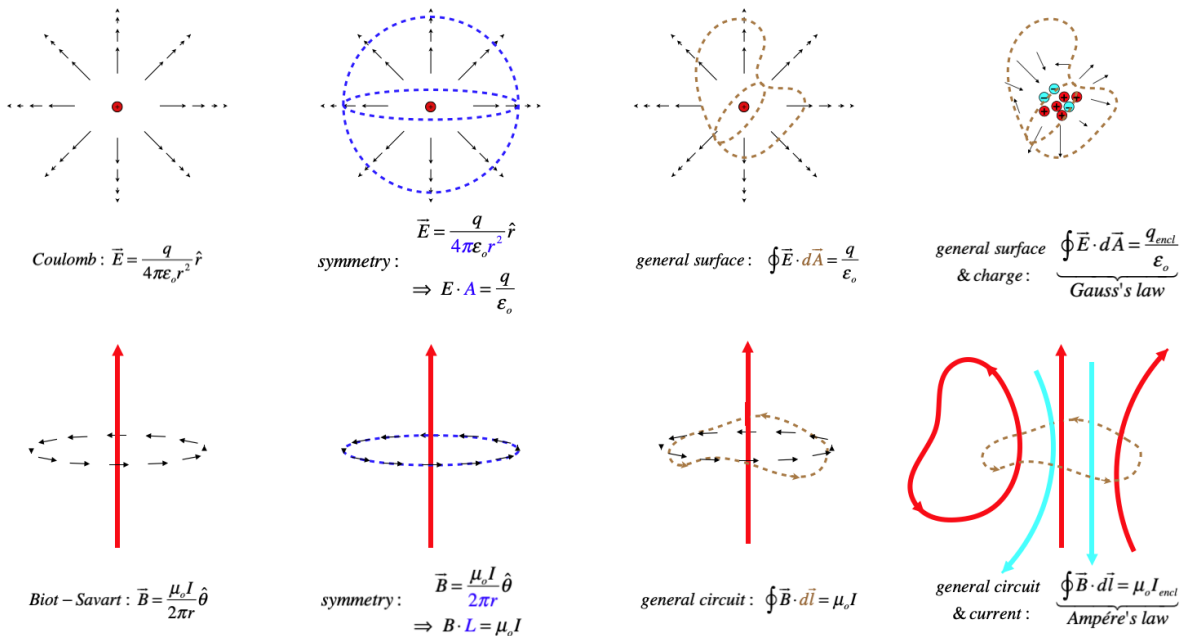 Coulomb : E⃗ = q / 4πε₀r² r̂
E⃗ = q / 4πε₀r² r̂
symmetry :
⇒ E · A = q / ε₀
general surface : ∮ E⃗ · dA⃗ = q / ε₀
general surface
& charge :
∮ E⃗ · dA⃗ = q_encl / ε₀
Gauss's law
Biot – Savart : B⃗ = μ₀I / 2πr θ̂
B⃗ = μ₀I / 2πr θ̂
symmetry :
⇒ B · L = μ₀I
general circuit : ∮ B⃗ · dl⃗ = μ₀I
general circuit
& current :
∮ B⃗ · dl⃗ = μ₀I_encl
Ampére's law